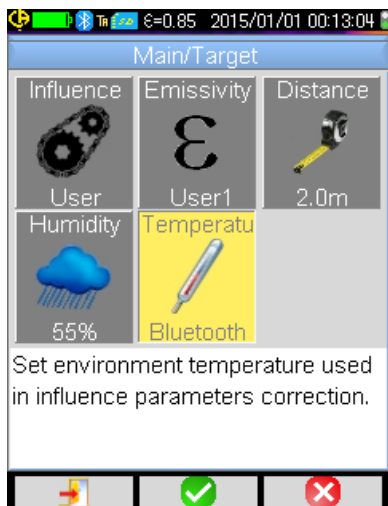 ε=0.85 2015/01/01 00:13:04
Main/Target
Influence Emissivity Distance
ε
User User1 2.0m
Humidity Temperatu
55% Bluetooth
Set environment temperature used
in influence parameters correction.